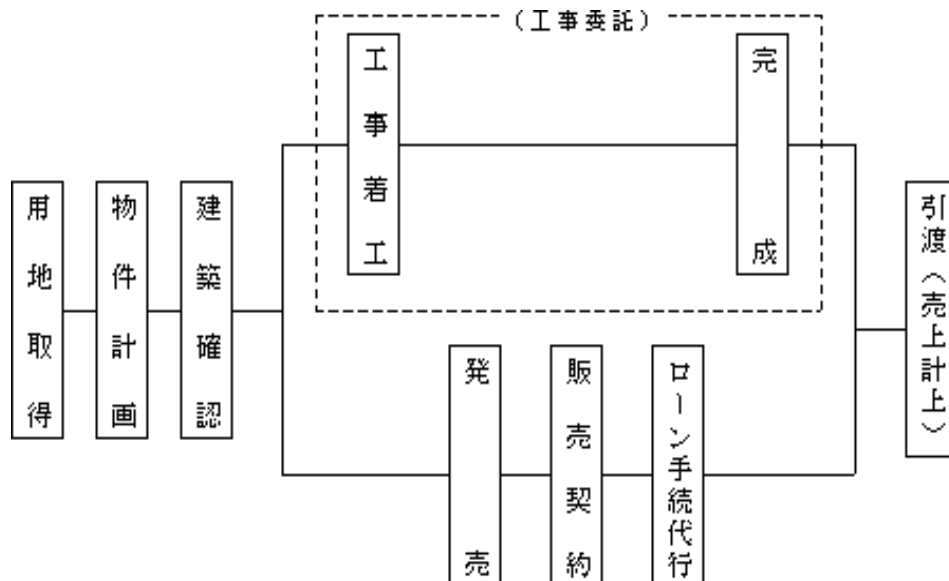 (工事委託)
工事着工
完成
用地取得
物件計画
建築確認
引渡(売上計上)
発売
販売契約
ローン手続代行